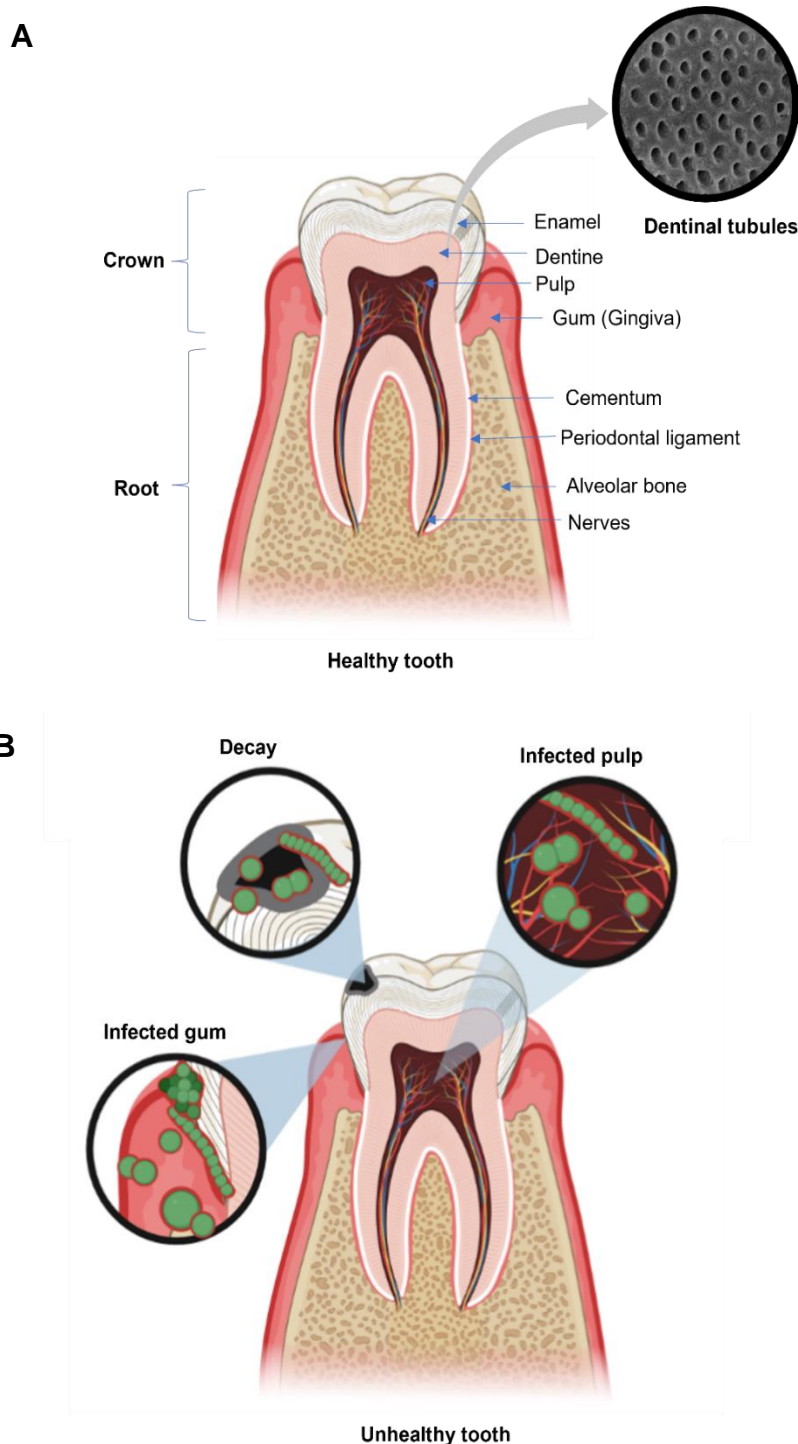 A
Dentinal tubules
Crown
Enamel
Dentine
Pulp
Gum (Gingiva)
Cementum
Periodontal ligament
Root
Alveolar bone
Nerves
Healthy tooth
B
Decay
Infected pulp
Infected gum
Unhealthy tooth